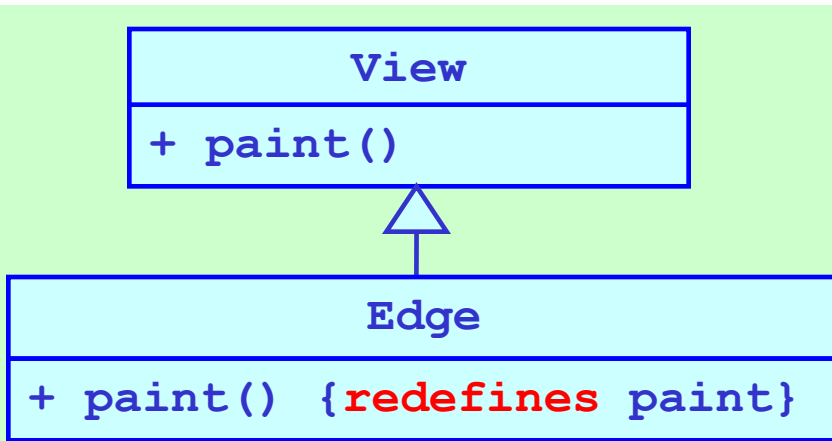 View
+ paint()
Edge
+ paint() {redefines paint}